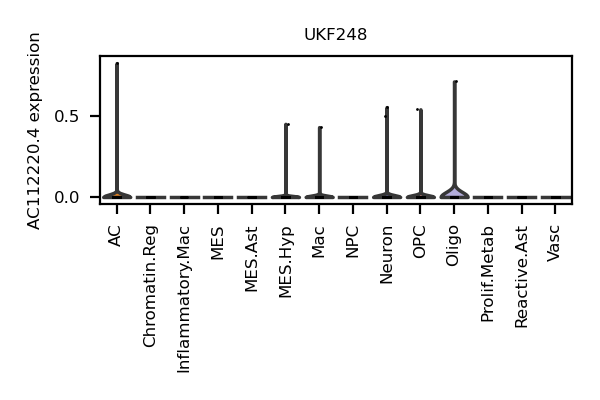 UKF248
AC112220.4 expression
0.5
0.0
AC
Chromatin.Reg
Inflammatory.Mac
MES
MES.Ast
MES.Hyp
Mac
NPC
Neuron
OPC
Oligo
Prolif.Metab
Reactive.Ast
Vasc